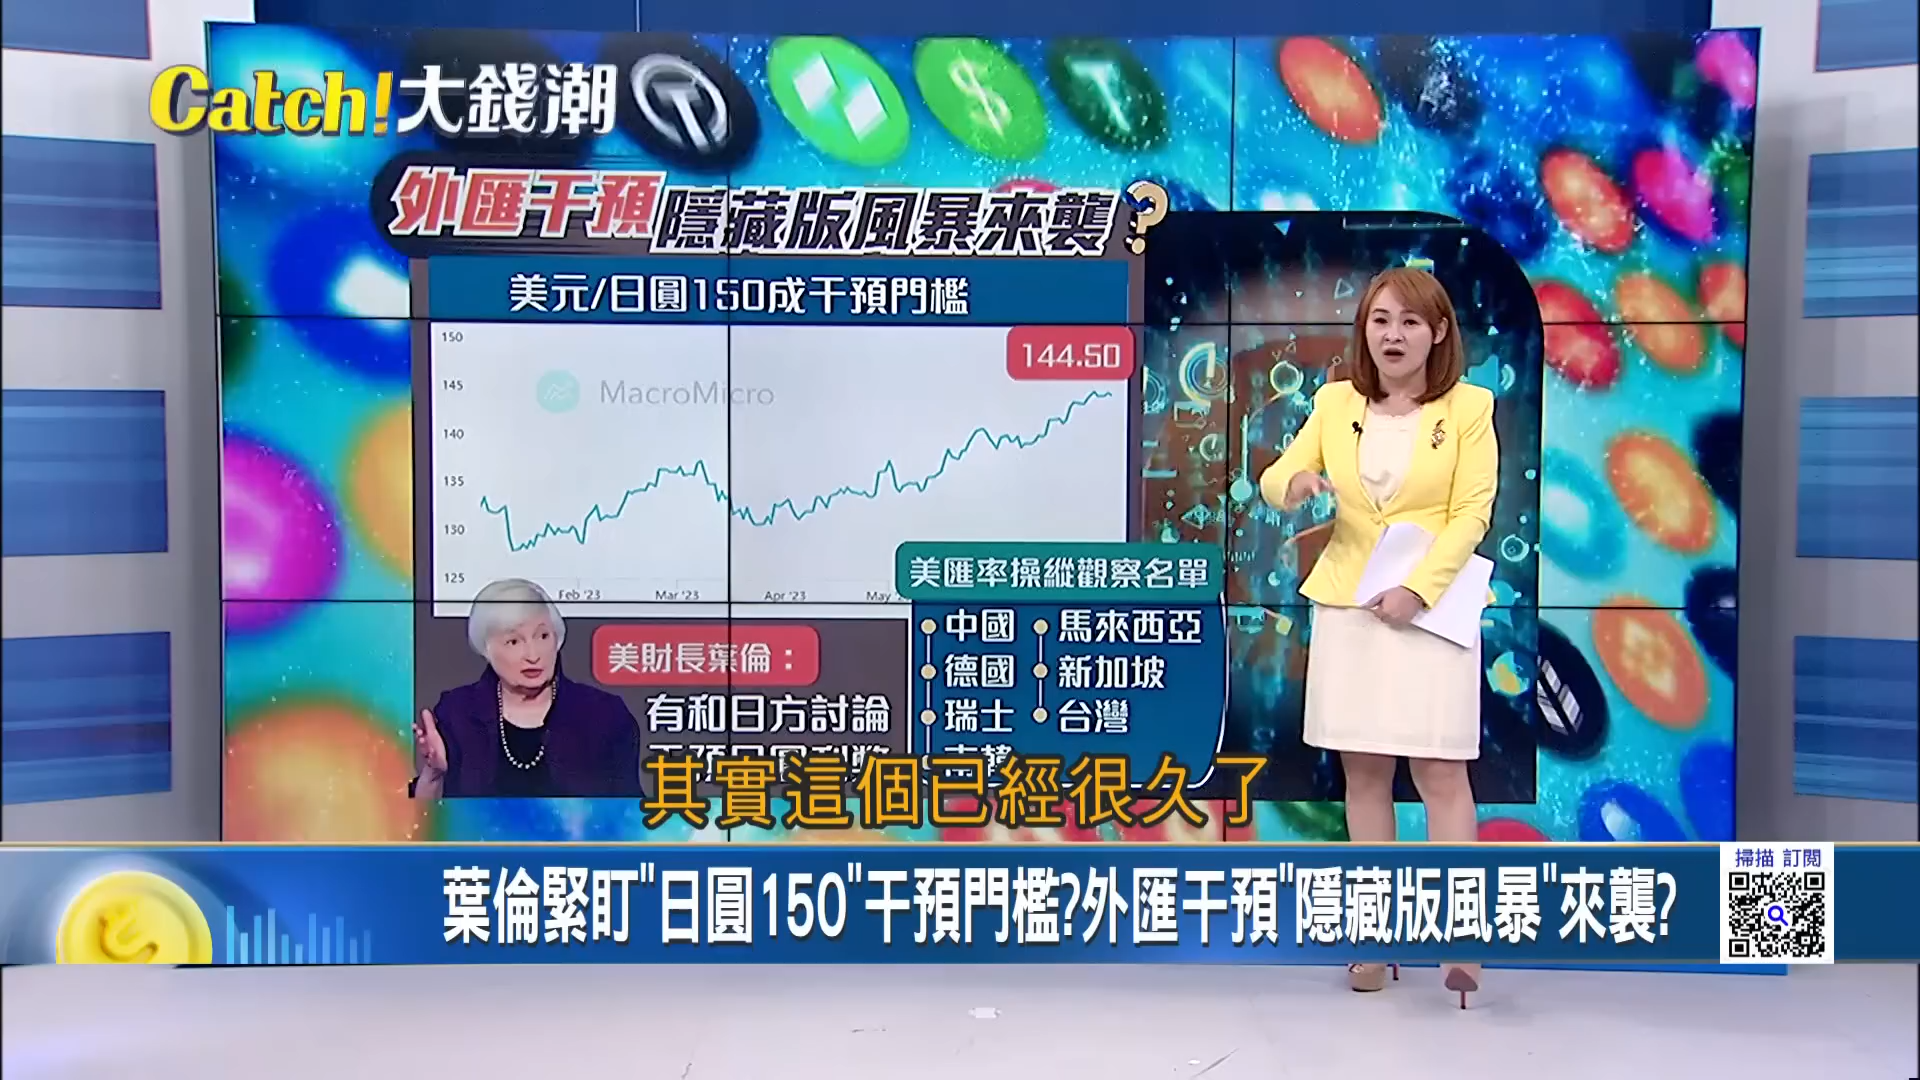 Catch!大錢潮
外匯干預隱藏版風暴來襲?
美元/日圓150成干預門檻
150
145
140
135
130
125
144.50
MacroMicro
Feb '23
Mar '23
Apr '23
May
美財長葉倫：
有和日方討論
美匯率操縱觀察名單
中國
德國
瑞士
南韓
馬來西亞
新加坡
台灣
其實這個已經很久了
葉倫緊盯"日圓150"干預門檻?外匯干預"隱藏版風暴"來襲?
掃描 訂閱